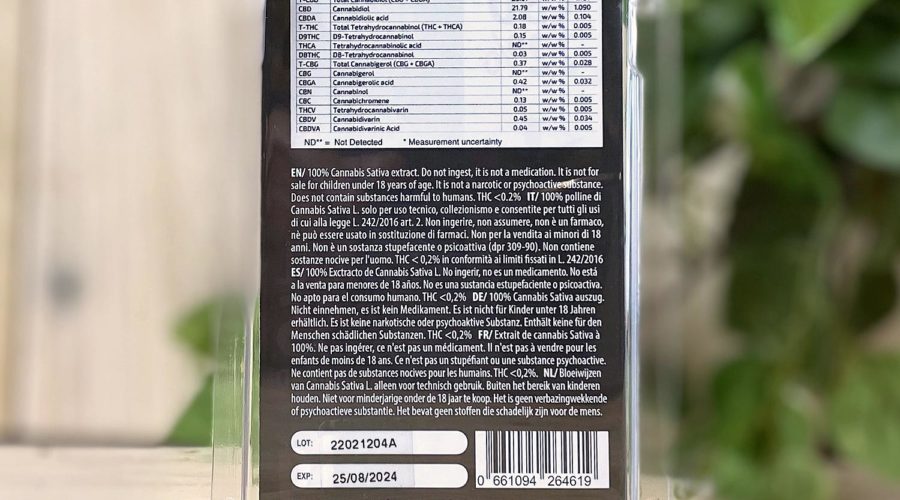 T-CBD Total Cannabidiol (CBD + CBDA)
CBD Cannabidiol 21.79 w/w % 1.090
CBDA Cannabidiolic acid 2.08 w/w % 0.104
T-THC Total Tetrahydrocannabinol (THC + THCA) 0.18 w/w % 0.005
D9THC D9-Tetrahydrocannabinol 0.15 w/w % 0.005
THCA Tetrahydrocannabinolic acid ND** w/w % -
D8THC D8-Tetrahydrocannabinol 0.03 w/w % 0.005
T-CBG Total Cannabigerol (CBG + CBGA) 0.37 w/w % 0.028
CBG Cannabigerol ND** w/w % -
CBGA Cannabigerolic acid 0.42 w/w % 0.032
CBN Cannabinol ND** w/w % -
CBC Cannabichromene 0.13 w/w % 0.005
THCV Tetrahydrocannabivarin 0.05 w/w % 0.005
CBDV Cannabidivarin 0.45 w/w % 0.034
CBDVA Cannabidivarinic Acid 0.04 w/w % 0.005
ND** = Not Detected * Measurement uncertainty
EN/ 100% Cannabis Sativa extract. Do not ingest, it is not a medication. It is not for
sale for children under 18 years of age. It is not a narcotic or psychoactive substance.
Does not contain substances harmful to humans. THC <0.2% IT/ 100% polline di
Cannabis Sativa L. solo per uso tecnico, collezionismo e consentite per tutti gli usi
di cui alla legge L. 242/2016 art. 2. Non ingerire, non assumere, non è un farmaco,
nè può essere usato in sostituzione di farmaci. Non per la vendita ai minori di 18
anni. Non è un sostanza stupefacente o psicoattiva (dpr 309-90). Non contiene
sostanze nocive per l'uomo. THC < 0,2% in conformità ai limiti fissati in L. 242/2016
ES/ 100% Exctracto de Cannabis Sativa L. No ingerir, no es un medicamento. No está
a la venta para menores de 18 años. No es una sustancia estupefaciente o psicoactiva.
No apto para el consumo humano. THC <0,2% DE/ 100% Cannabis Sativa auszug.
Nicht einnehmen, es ist kein Medikament. Es ist nicht für Kinder unter 18 Jahren
erhältlich. Es ist keine narkotische oder psychoaktive Substanz. Enthält keine für den
Menschen schädlichen Substanzen. THC <0,2% FR/ Extrait de cannabis Sativa à
100%. Ne pas ingérer, ce n'est pas un médicament. Il n'est pas à vendre pour les
enfants de moins de 18 ans. Ce n'est pas un stupéfiant ou une substance psychoactive.
Ne contient pas de substances nocives pour les humains. THC <0,2%. NL/ Bloeiwijzen
van Cannabis Sativa L. alleen voor technisch gebruik. Buiten het bereik van kinderen
houden. Niet voor minderjarige onder de 18 jaar te koop. Het is geen verbazingwekkende
of psychoactieve substantie. Het bevat geen stoffen die schadelijk zijn voor de mens.
LOT: 22021204A
EXP: 25/08/2024
0 661094 264619